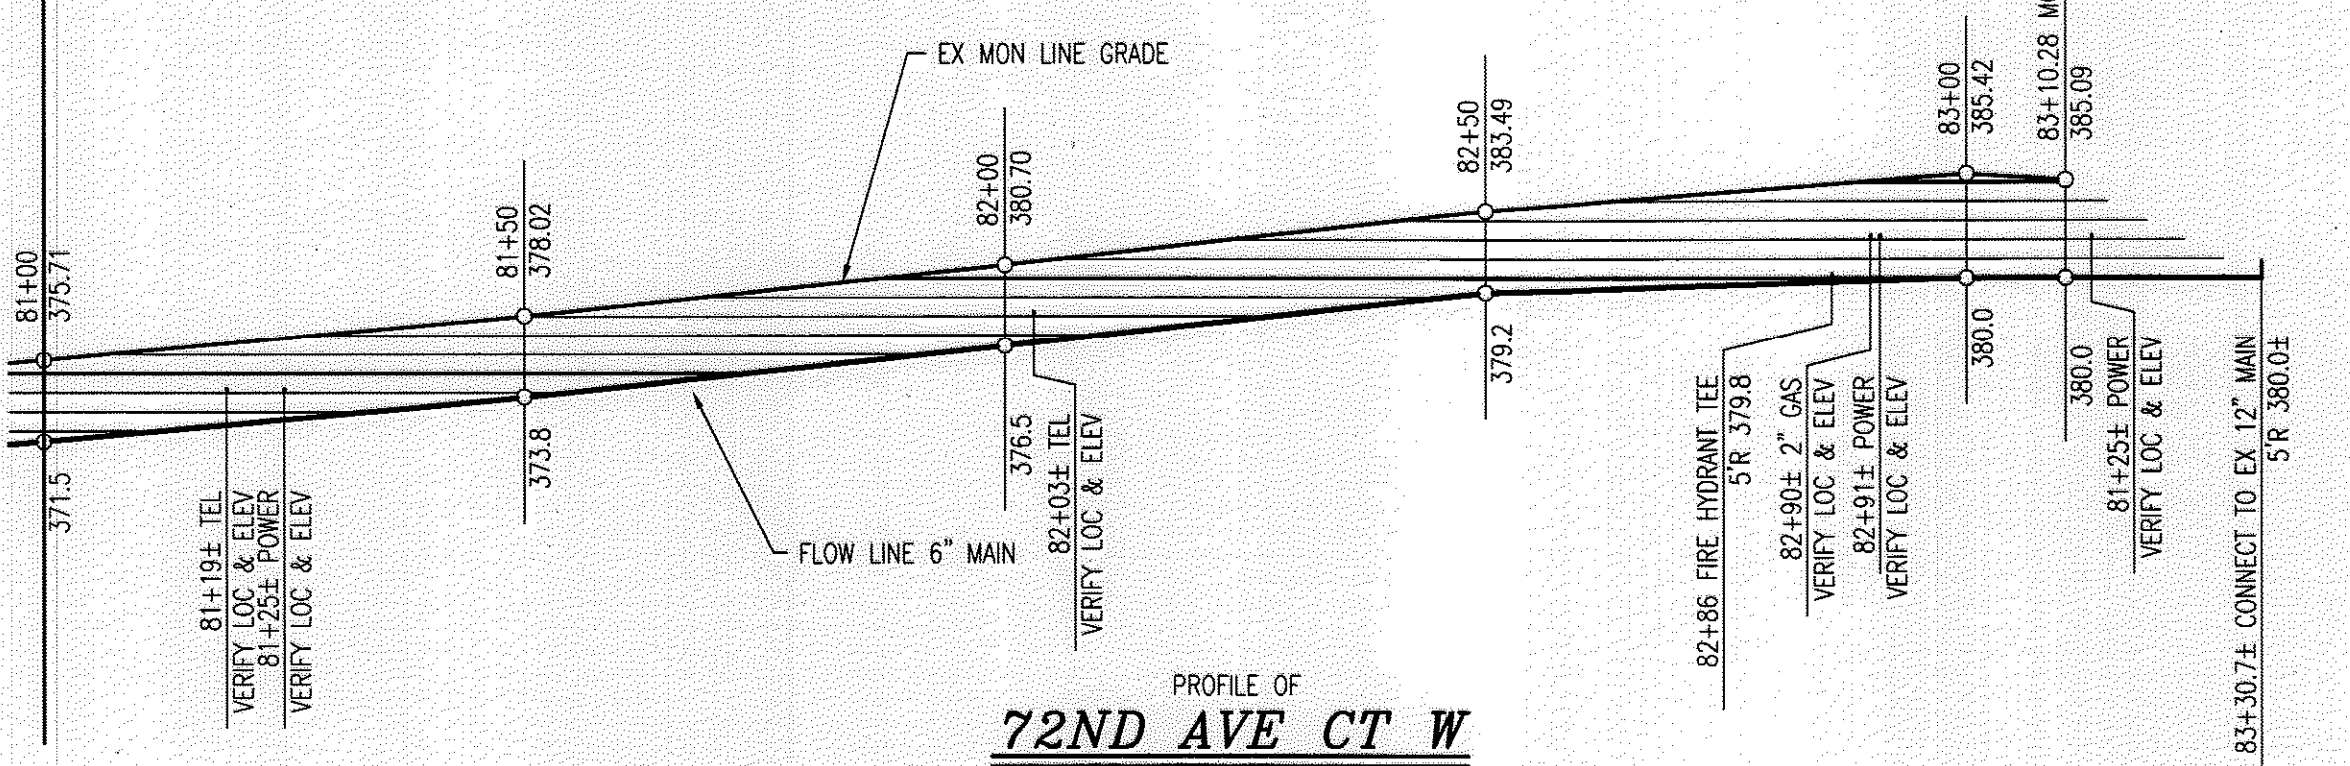 EX MON LINE GRADE
81+00
375.71
81+50
378.02
82+00
380.70
82+50
383.49
83+00
385.42
83+10.28
385.09
371.5
81+19± TEL
VERIFY LOC & ELEV
81+25± POWER
VERIFY LOC & ELEV
373.8
FLOW LINE 6" MAIN
376.5
82+03± TEL
VERIFY LOC & ELEV
379.2
82+86 FIRE HYDRANT TEE
5'R 379.8
82+90± 2" GAS
VERIFY LOC & ELEV
82+91± POWER
VERIFY LOC & ELEV
380.0
380.0
81+25± POWER
VERIFY LOC & ELEV
83+30.7± CONNECT TO EX 12" MAIN
5'R 380.0±
PROFILE OF
72ND AVE CT W